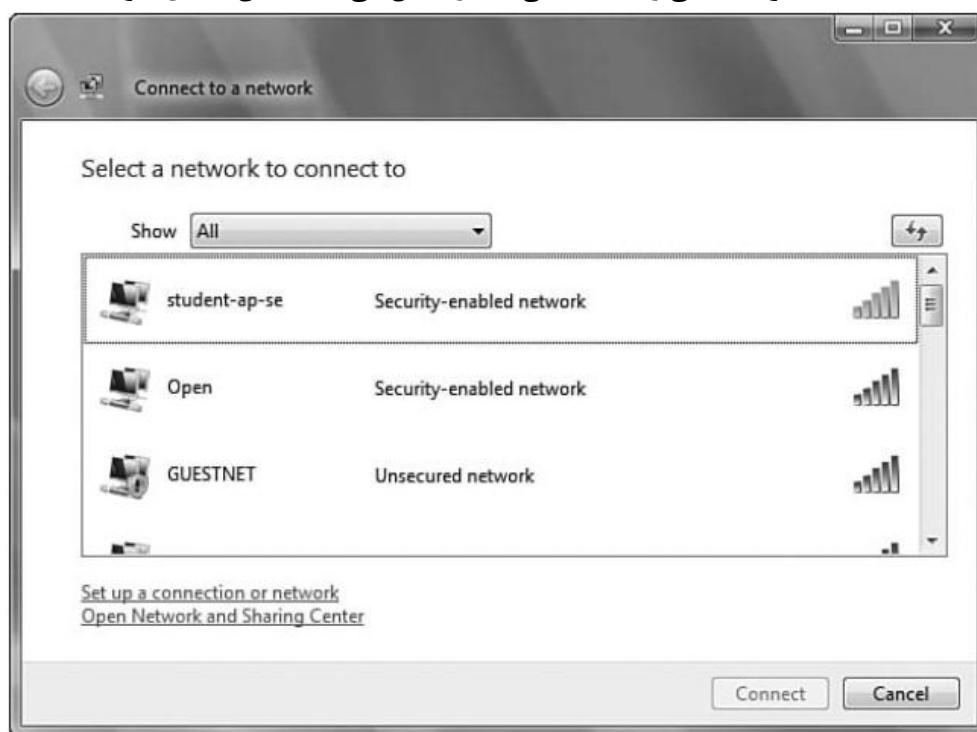 Connect to a network
Select a network to connect to
Show All
student-ap-se Security-enabled network
Open Security-enabled network
GUESTNET Unsecured network
Set up a connection or network
Open Network and Sharing Center
Connect Cancel